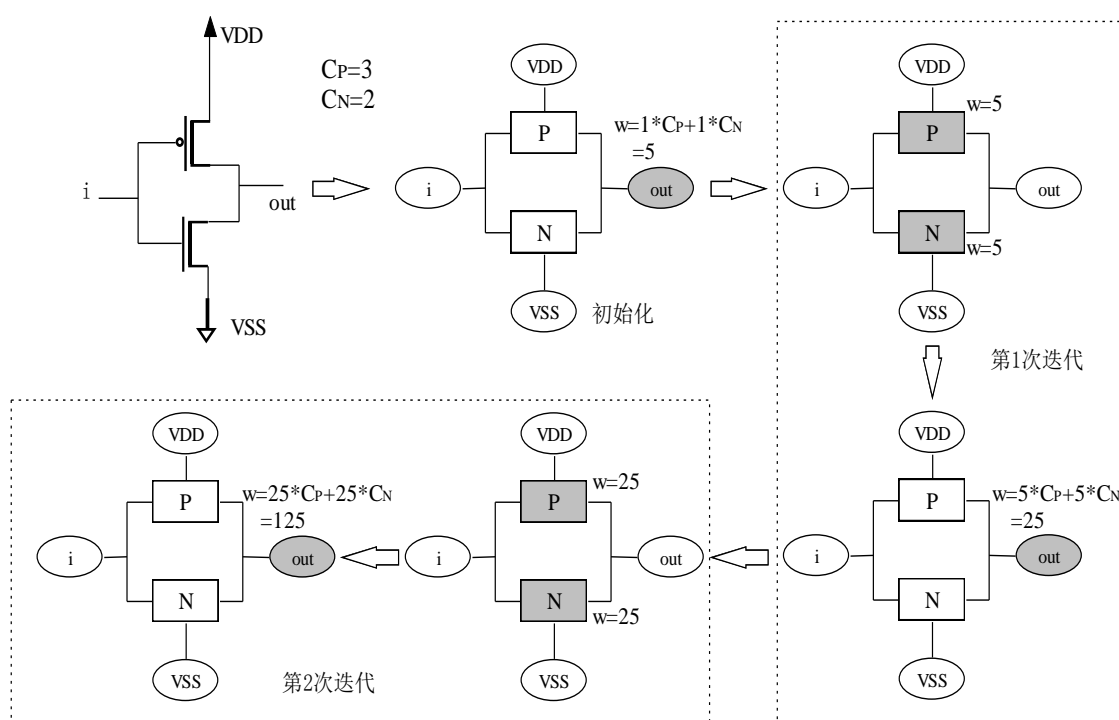 VDD
CP=3
CN=2
i
out
VSS
VDD
P
w=1*CP+1*CN
=5
i
out
N
VSS
初始化
VDD
w=5
P
i
out
N
w=5
VSS
第1次迭代
VDD
P
w=5*CP+5*CN
=25
i
out
N
VSS
VDD
P
w=25
i
out
N
w=25
VSS
VDD
P
w=25*CP+25*CN
=125
i
out
N
VSS
第2次迭代